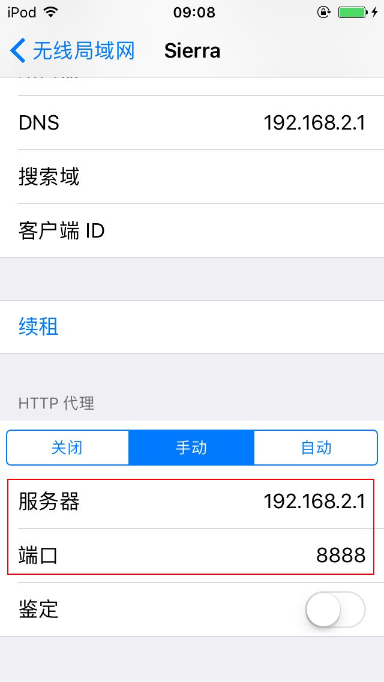 iPod 09:08
无线局域网 Sierra
DNS 192.168.2.1
搜索域
客户端 ID
续租
HTTP 代理
关闭 手动 自动
服务器 192.168.2.1
端口 8888
鉴定